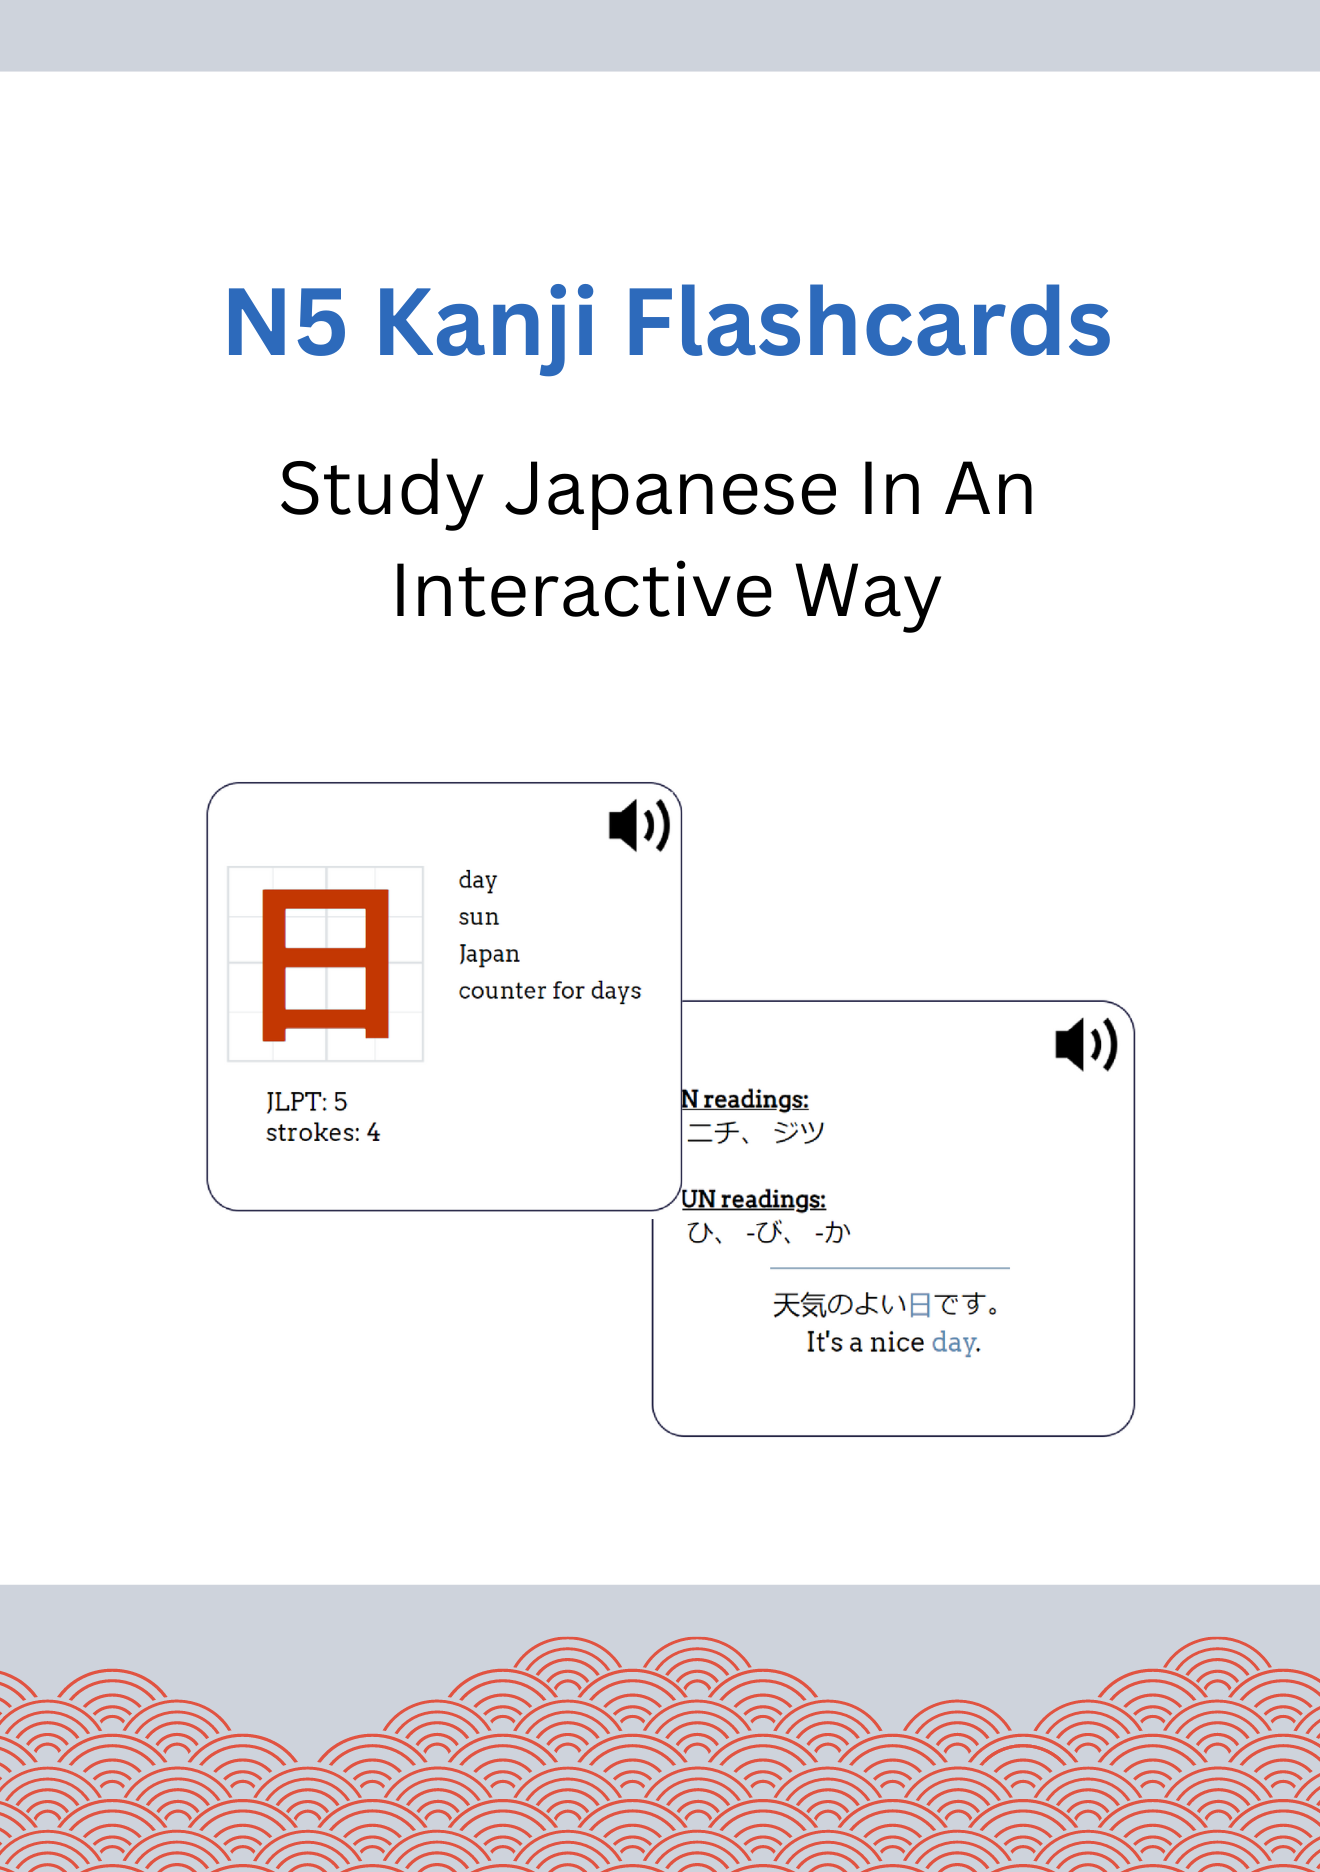 N5 Kanji Flashcards
Study Japanese In An
Interactive Way
日
day
sun
Japan
counter for days
JLPT: 5
strokes: 4
N readings:
ニチ、 ジツ
UN readings:
ひ、 -び、 -か
天気のよい日です。
It's a nice day.